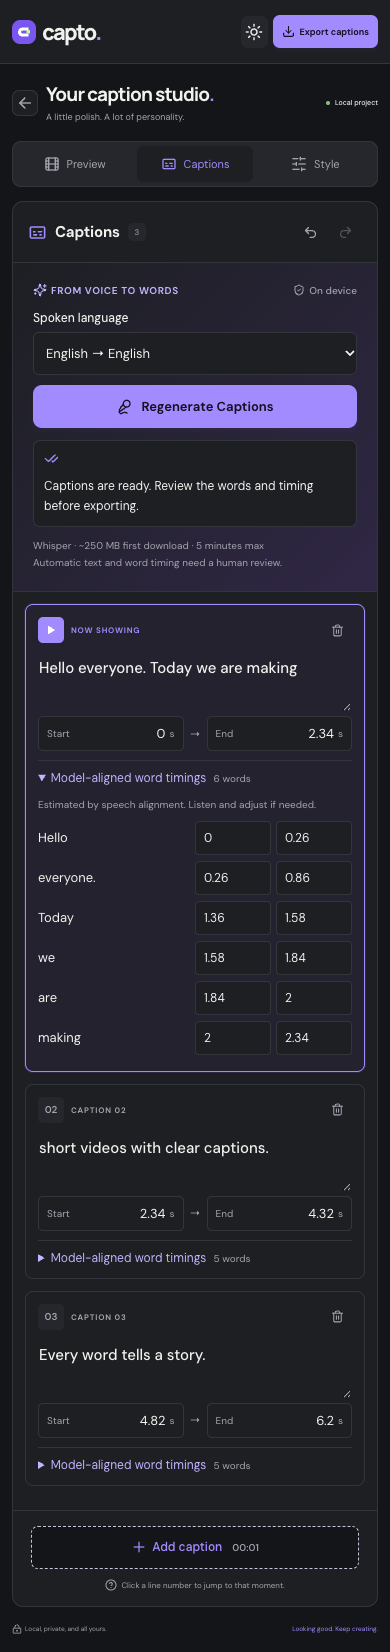 capto.
Export captions
Your caption studio.
A little polish. A lot of personality.
Local project
Preview
Captions
Style
Captions 3
FROM VOICE TO WORDS
On device
Spoken language
English → English
Regenerate Captions
Captions are ready. Review the words and timing
before exporting.
Whisper · ~250 MB first download · 5 minutes max
Automatic text and word timing need a human review.
NOW SHOWING
Hello everyone. Today we are making
Start 0 s → End 2.34 s
Model-aligned word timings 6 words
Estimated by speech alignment. Listen and adjust if needed.
Hello 0 0.26
everyone. 0.26 0.86
Today 1.36 1.58
we 1.58 1.84
are 1.84 2
making 2 2.34
02 CAPTION 02
short videos with clear captions.
Start 2.34 s → End 4.32 s
Model-aligned word timings 5 words
03 CAPTION 03
Every word tells a story.
Start 4.82 s → End 6.2 s
Model-aligned word timings 5 words
+ Add caption 00:01
Click a line number to jump to that moment.
Local, private, and all yours.
Looking good. Keep creating.